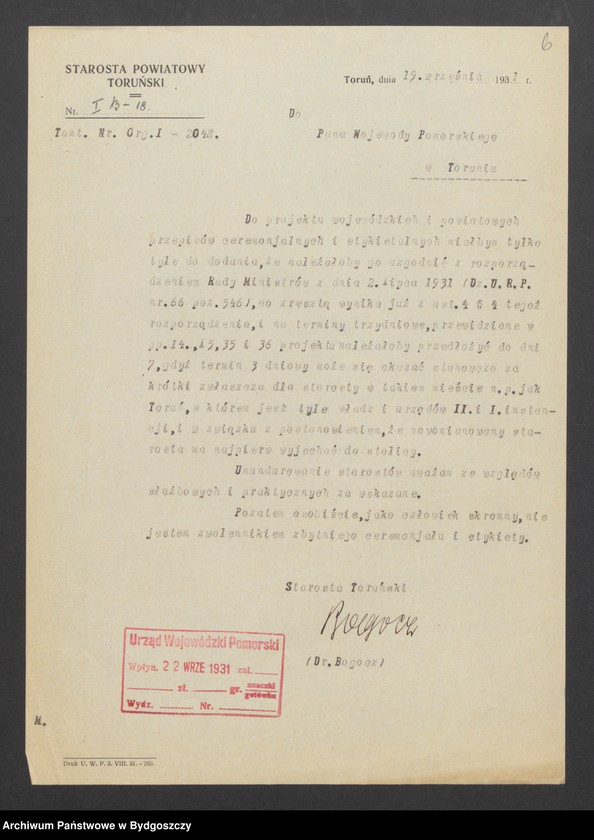 6
STAROSTA POWIATOWY
TORUŃSKI
Toruń, dnia 19. września 1931 r.
Nr. I B-18.
Do
Tamt. Nr. Org. I - 2048.
Pana Wojewody Pomorskiego
w Toruniu
Do projektu wojewódzkich i powiatowych
przepisów ceremonjalnych i etykietalnych miałbym tylko
tyle do dodania, że należałoby go uzgodnić z rozporzą-
dzeniem Rady Ministrów z dnia 2. lipca 1931 /Dz.U.R.P.
nr.66 poz.546/, co zresztą wynika już z ust. 4 § 4 tegoż
rozporządzenia, i na terminy trzydniowe, przewidziane w
pp.14., 15, 35 i 36 projektu należałoby przedłożyć do dni
7, gdyż termin 3 dniowy może się okazać stanowczo za
krótki zwłaszcza dla starosty w takiem mieście n.p. jak
Toruń, w którem jest tyle władz i urzędów II. i I. instan-
cji, i w związku z postanowieniem, że nowomianowany sta-
rosta ma najpierw wyjechać do stolicy.
Umundurowanie starostów uważam ze względów
służbowych i praktycznych za wskazane.
Pozatem osobiście, jako człowiek skromny, nie
jestem zwolennikiem zbytniego ceremonjału i etykiety.
Starosta Toruński
Bogocz
/Dr. Bogocz/
Urząd Wojewódzki Pomorski
Wpłyn. 22 WRZE 1931 zał.
zł. gr. znaczki
gotówka
Wydz. Nr.
M.
Druk U. W. P. 3. VIII. 31. - 250.
Archiwum Państwowe w Bydgoszczy